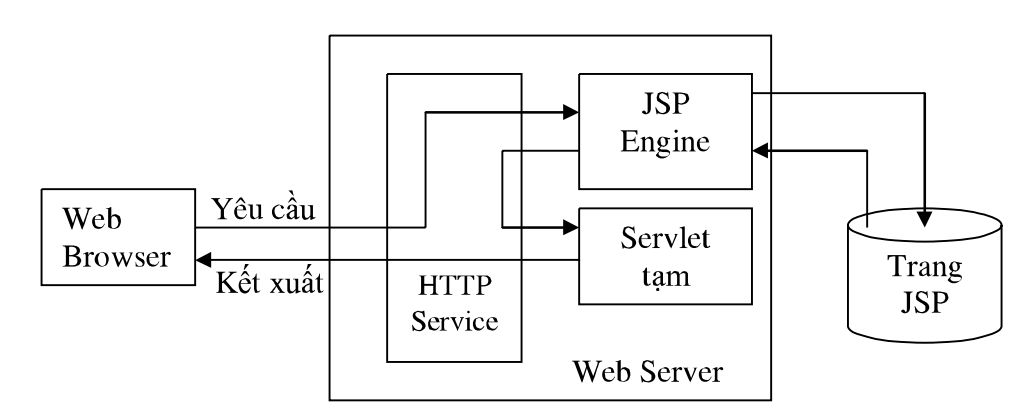 Web
Browser
Yêu cầu
Kết xuất
HTTP
Service
JSP
Engine
Servlet
tạm
Web Server
Trang
JSP